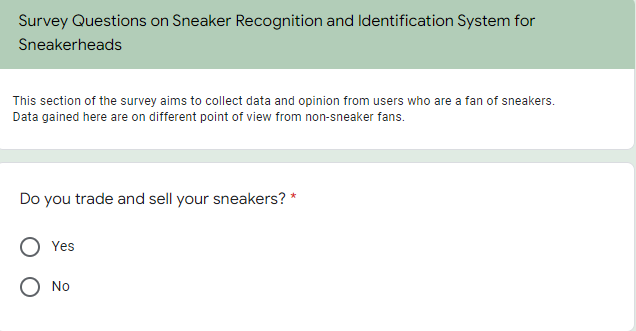 Survey Questions on Sneaker Recognition and Identification System for
Sneakerheads
This section of the survey aims to collect data and opinion from users who are a fan of sneakers.
Data gained here are on different point of view from non-sneaker fans.
Do you trade and sell your sneakers? *
Yes
No